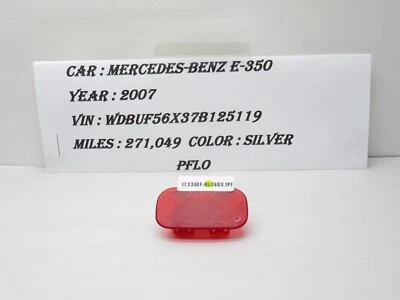 CAR : MERCEDES-BENZ E-350
YEAR : 2007
VIN : WDBUF56X37B125119
MILES : 271,049 COLOR : SILVER
PFLO